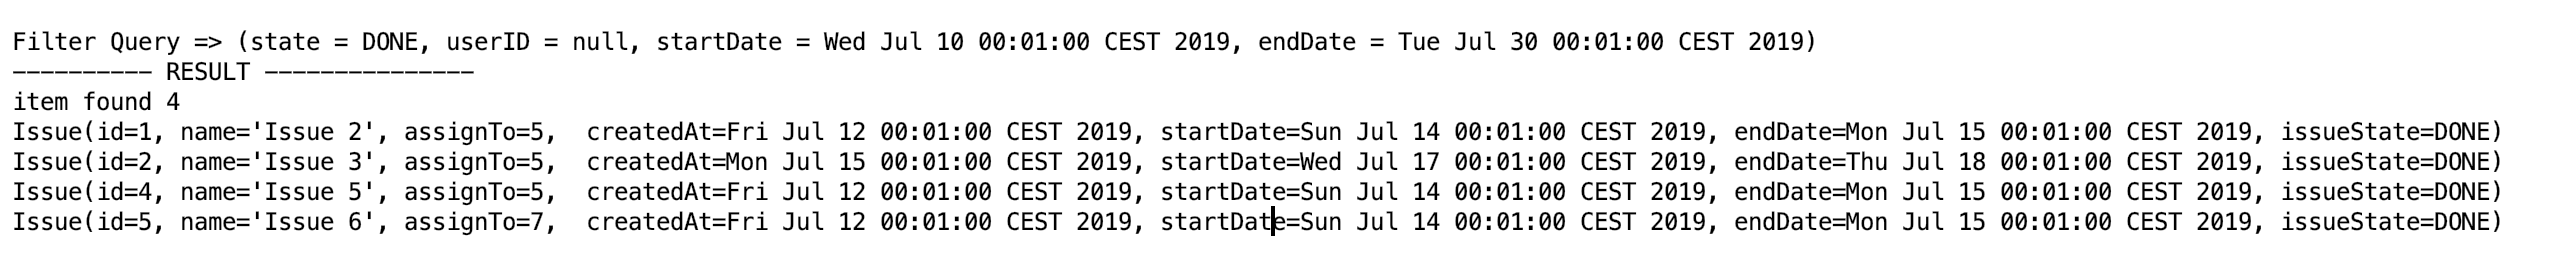 Filter Query => (state = DONE, userID = null, startDate = Wed Jul 10 00:01:00 CEST 2019, endDate = Tue Jul 30 00:01:00 CEST 2019)
---------- RESULT ---------------
item found 4
Issue(id=1, name='Issue 2', assignTo=5,  createdAt=Fri Jul 12 00:01:00 CEST 2019, startDate=Sun Jul 14 00:01:00 CEST 2019, endDate=Mon Jul 15 00:01:00 CEST 2019, issueState=DONE)
Issue(id=2, name='Issue 3', assignTo=5,  createdAt=Mon Jul 15 00:01:00 CEST 2019, startDate=Wed Jul 17 00:01:00 CEST 2019, endDate=Thu Jul 18 00:01:00 CEST 2019, issueState=DONE)
Issue(id=4, name='Issue 5', assignTo=5,  createdAt=Fri Jul 12 00:01:00 CEST 2019, startDate=Sun Jul 14 00:01:00 CEST 2019, endDate=Mon Jul 15 00:01:00 CEST 2019, issueState=DONE)
Issue(id=5, name='Issue 6', assignTo=7,  createdAt=Fri Jul 12 00:01:00 CEST 2019, startDate=Sun Jul 14 00:01:00 CEST 2019, endDate=Mon Jul 15 00:01:00 CEST 2019, issueState=DONE)